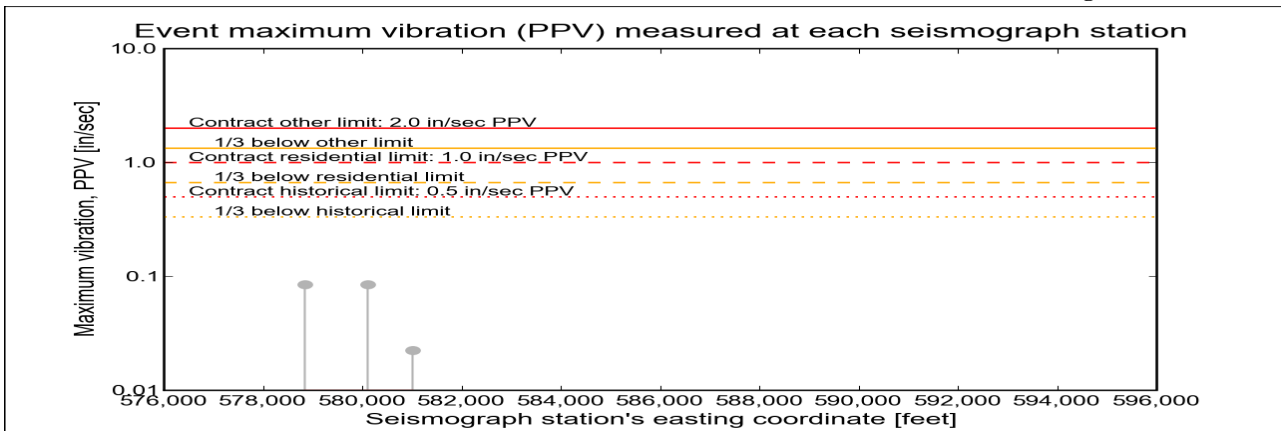 Event maximum vibration (PPV) measured at each seismograph station
Maximum vibration, PPV [in/sec]
10.0
Contract other limit: 2.0 in/sec PPV
1/3 below other limit
Contract residential limit: 1.0 in/sec PPV
1.0
1/3 below residential limit
Contract historical limit; 0.5 in/sec PPV
1/3 below historical limit
0.1
0.01
576,000 578,000 580,000 582,000 584,000 586,000 588,000 590,000 592,000 594,000 596,000
Seismograph station's easting coordinate [feet]